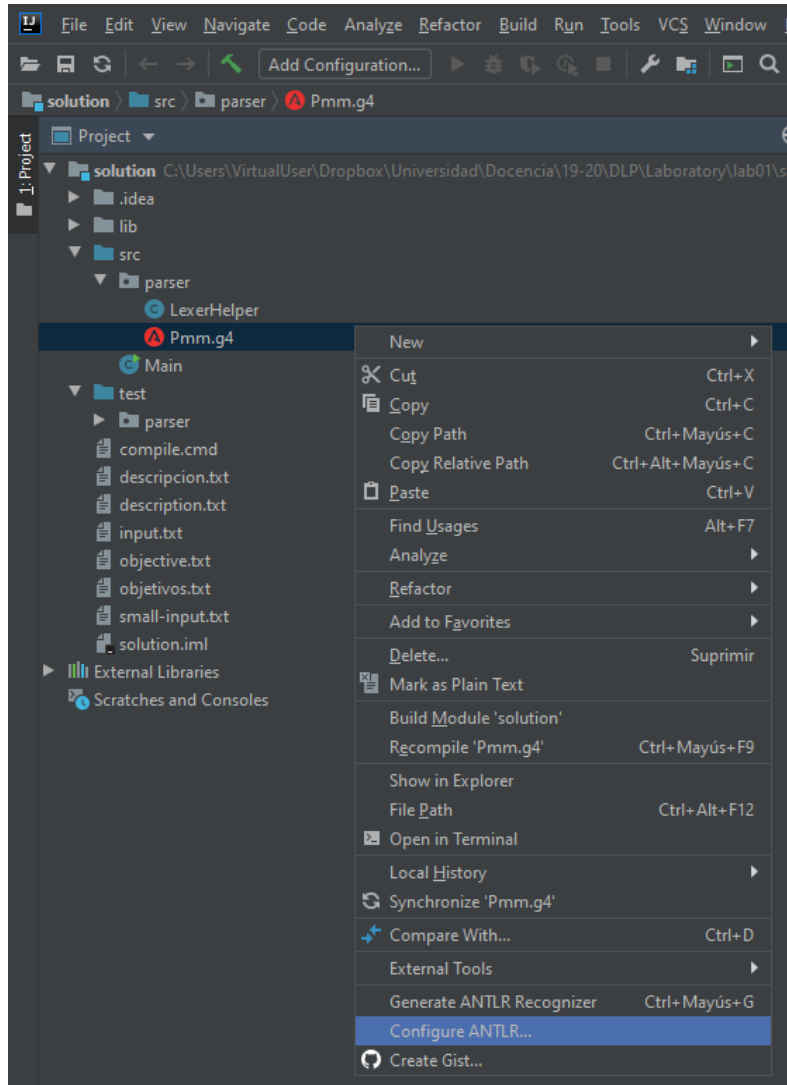 IJ File Edit View Navigate Code Analyze Refactor Build Run Tools VCS Window
Add Configuration...
solution src parser Pmm.g4
Project
1: Project
solution C:\Users\VirtualUser\Dropbox\Universidad\Docencia\19-20\DLP\Laboratory\lab01\s
.idea
lib
src
parser
C LexerHelper
A Pmm.g4
C Main
test
parser
compile.cmd
descripcion.txt
description.txt
input.txt
objective.txt
objetivos.txt
small-input.txt
solution.iml
External Libraries
Scratches and Consoles
New
Cut Ctrl+X
Copy Ctrl+C
Copy Path Ctrl+Mayús+C
Copy Relative Path Ctrl+Alt+Mayús+C
Paste Ctrl+V
Find Usages Alt+F7
Analyze
Refactor
Add to Favorites
Delete... Suprimir
Mark as Plain Text
Build Module 'solution'
Recompile 'Pmm.g4' Ctrl+Mayús+F9
Show in Explorer
File Path Ctrl+Alt+F12
Open in Terminal
Local History
Synchronize 'Pmm.g4'
Compare With... Ctrl+D
External Tools
Generate ANTLR Recognizer Ctrl+Mayús+G
Configure ANTLR...
Create Gist...